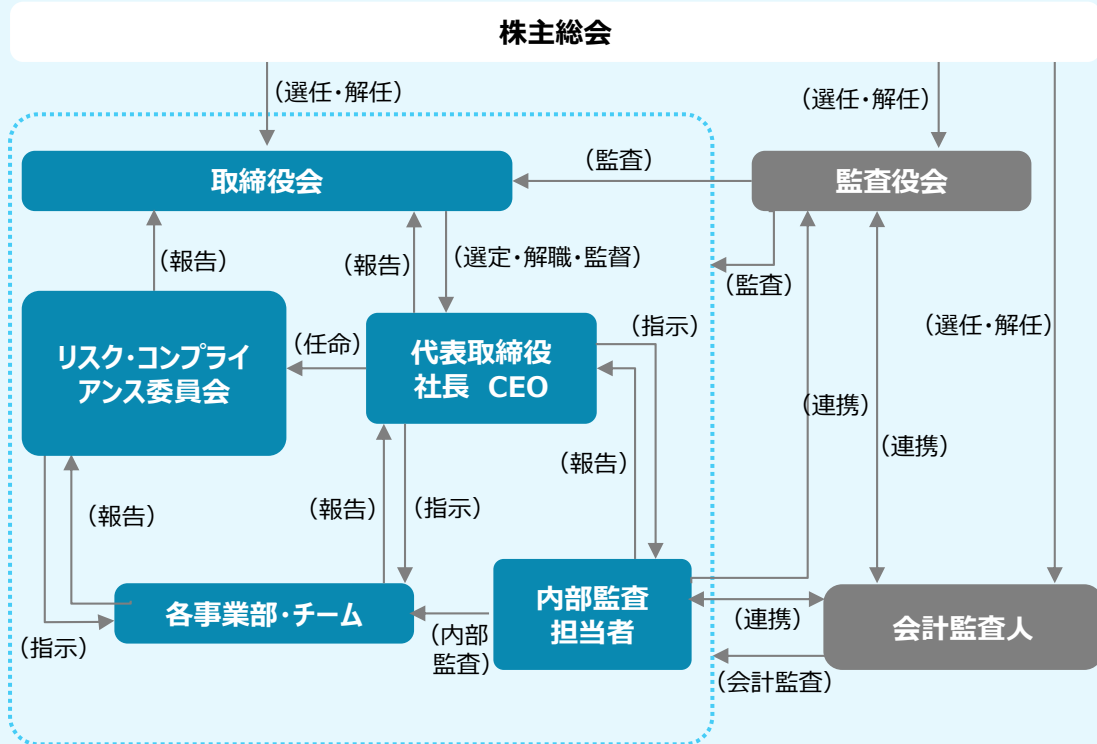 株主総会
（選任・解任）
（選任・解任）
取締役会
（監査）
監査役会
（報告）
（報告）
（選定・解職・監督）
（監査）
リスク・コンプライ
アンス委員会
（任命）
代表取締役
社長　CEO
（指示）
（選任・解任）
（連携）
（連携）
（報告）
（報告）
（報告）
（指示）
各事業部・チーム
内部監査
担当者
（連携）
会計監査人
（指示）
（内部
監査）
（会計監査）